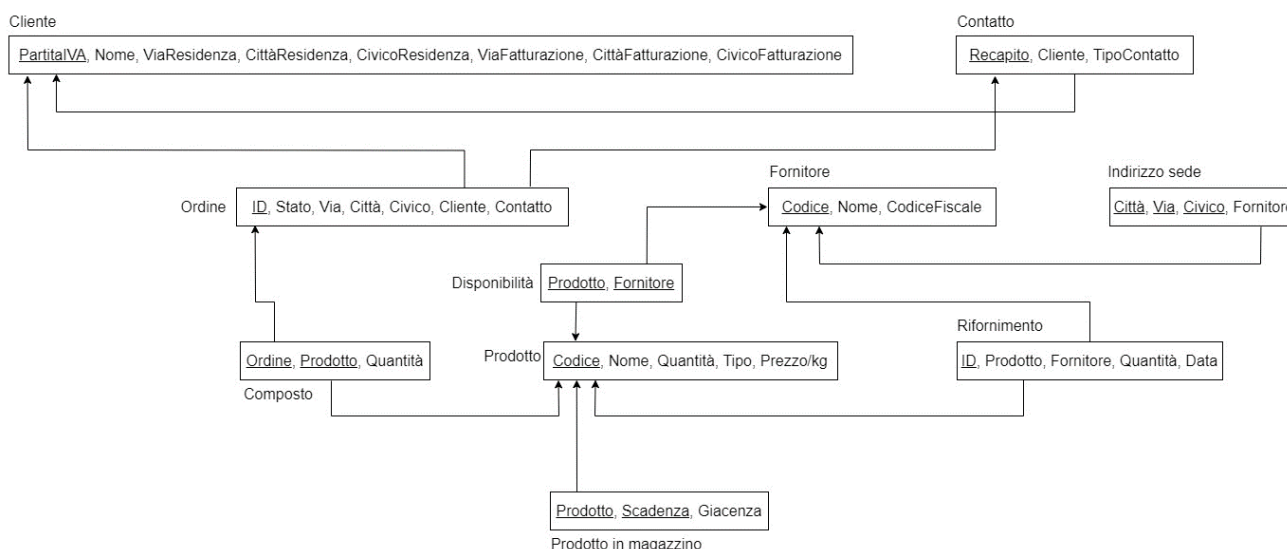 Cliente
Contatto
PartitaIVA, Nome, ViaResidenza, CittàResidenza, CivicoResidenza, ViaFatturazione, CittàFatturazione, CivicoFatturazione
Recapito, Cliente, TipoContatto
Fornitore
Indirizzo sede
Ordine
ID, Stato, Via, Città, Civico, Cliente, Contatto
Codice, Nome, CodiceFiscale
Città, Via, Civico, Fornitore
Disponibilità
Prodotto, Fornitore
Rifornimento
Ordine, Prodotto, Quantità
Prodotto
Codice, Nome, Quantità, Tipo, Prezzo/kg
ID, Prodotto, Fornitore, Quantità, Data
Composto
Prodotto, Scadenza, Giacenza
Prodotto in magazzino